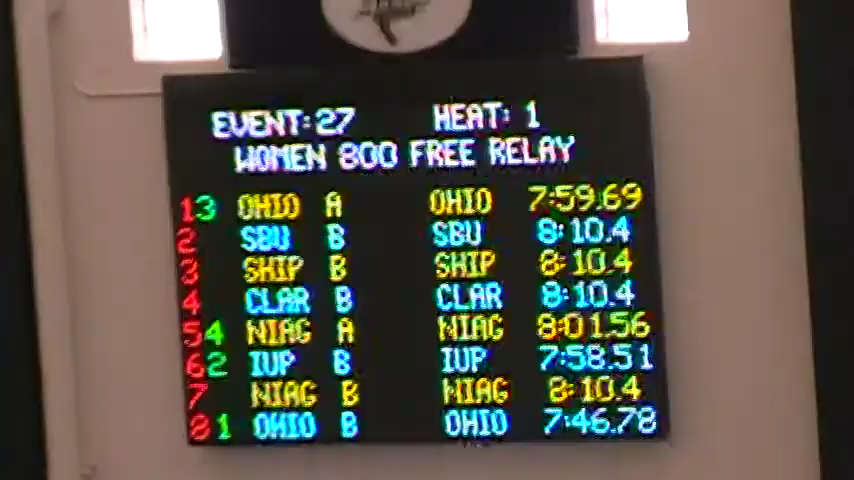 EVENT: 27 HEAT: 1
WOMEN 800 FREE RELAY
1 3 OHIO A OHIO 7:59.69
2 SBU B SBU 8:10.4
3 SHIP B SHIP 8:10.4
4 CLAR B CLAR 8:10.4
5 4 NIAG A NIAG 8:01.56
6 2 IUP B IUP 7:58.51
7 NIAG B NIAG 8:10.4
8 1 OHIO B OHIO 7:46.78